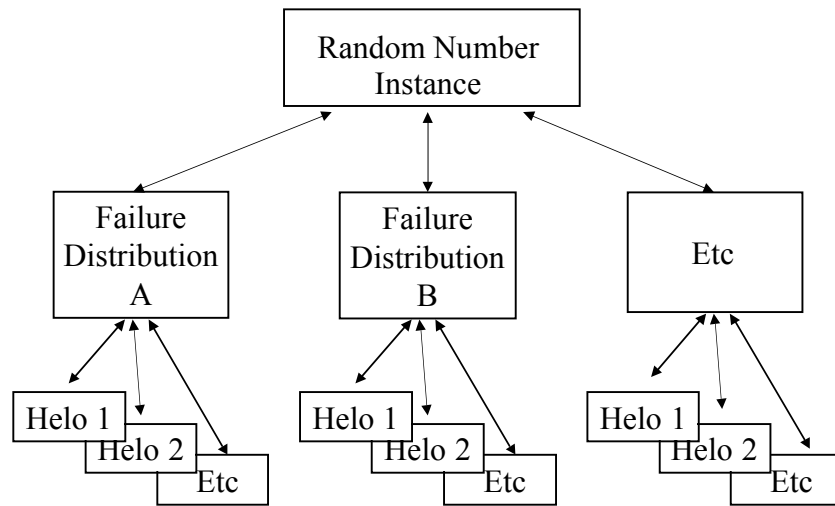 Random Number
Instance
Failure
Distribution
A
Failure
Distribution
B
Etc
Helo 1
Helo 2
Etc
Helo 1
Helo 2
Etc
Helo 1
Helo 2
Etc